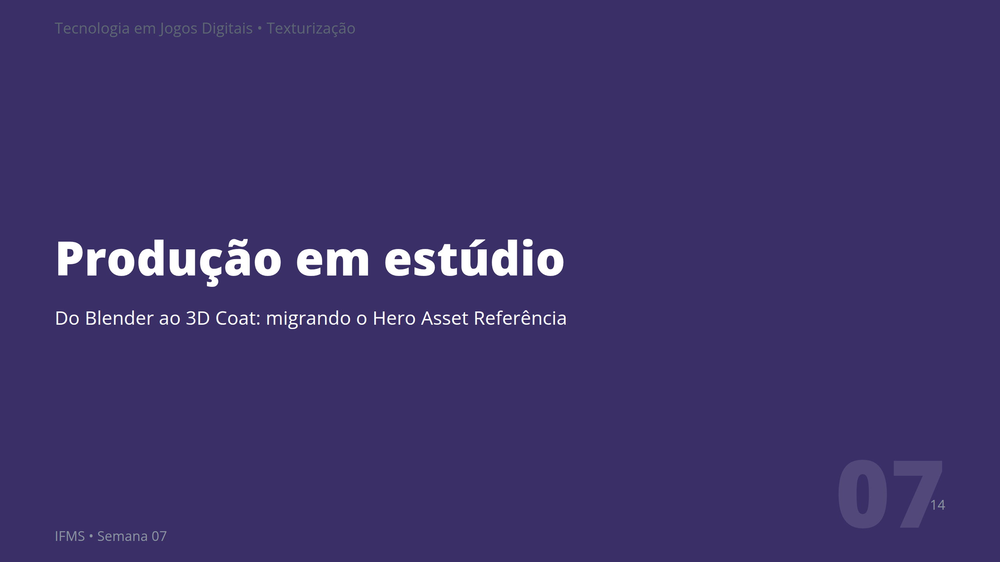 Tecnologia em Jogos Digitais • Texturização
Produção em estúdio
Do Blender ao 3D Coat: migrando o Hero Asset Referência
07
14
IFMS • Semana 07